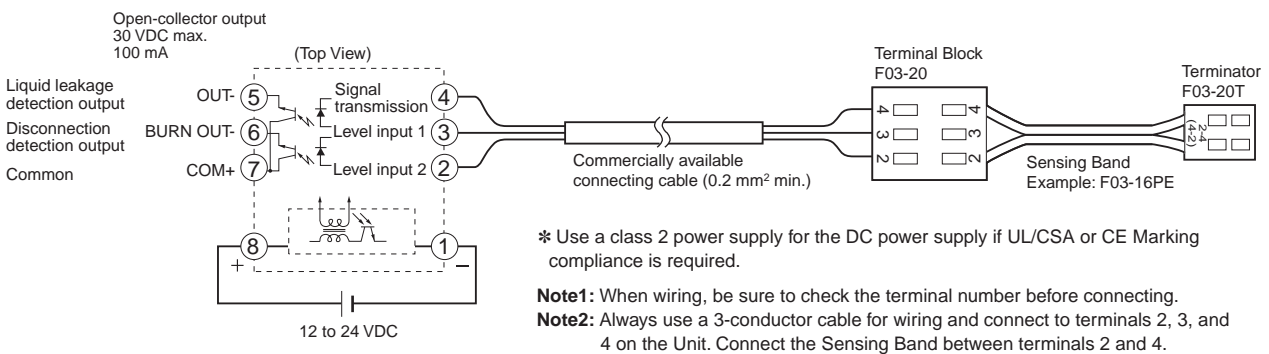 Open-collector output
30 VDC max.
100 mA
(Top View)
Liquid leakage
detection output
Disconnection
detection output
Common
OUT-
BURN OUT-
COM+
5
6
7
8
Signal
transmission
Level input 1
Level input 2
4
3
2
1
+
−
12 to 24 VDC
Commercially available
connecting cable (0.2 mm² min.)
Terminal Block
F03-20
4
3
2
4
3
2
Sensing Band
Example: F03-16PE
Terminator
F03-20T
2-4
(4-2)
✻ Use a class 2 power supply for the DC power supply if UL/CSA or CE Marking
compliance is required.
Note1: When wiring, be sure to check the terminal number before connecting.
Note2: Always use a 3-conductor cable for wiring and connect to terminals 2, 3, and
4 on the Unit. Connect the Sensing Band between terminals 2 and 4.